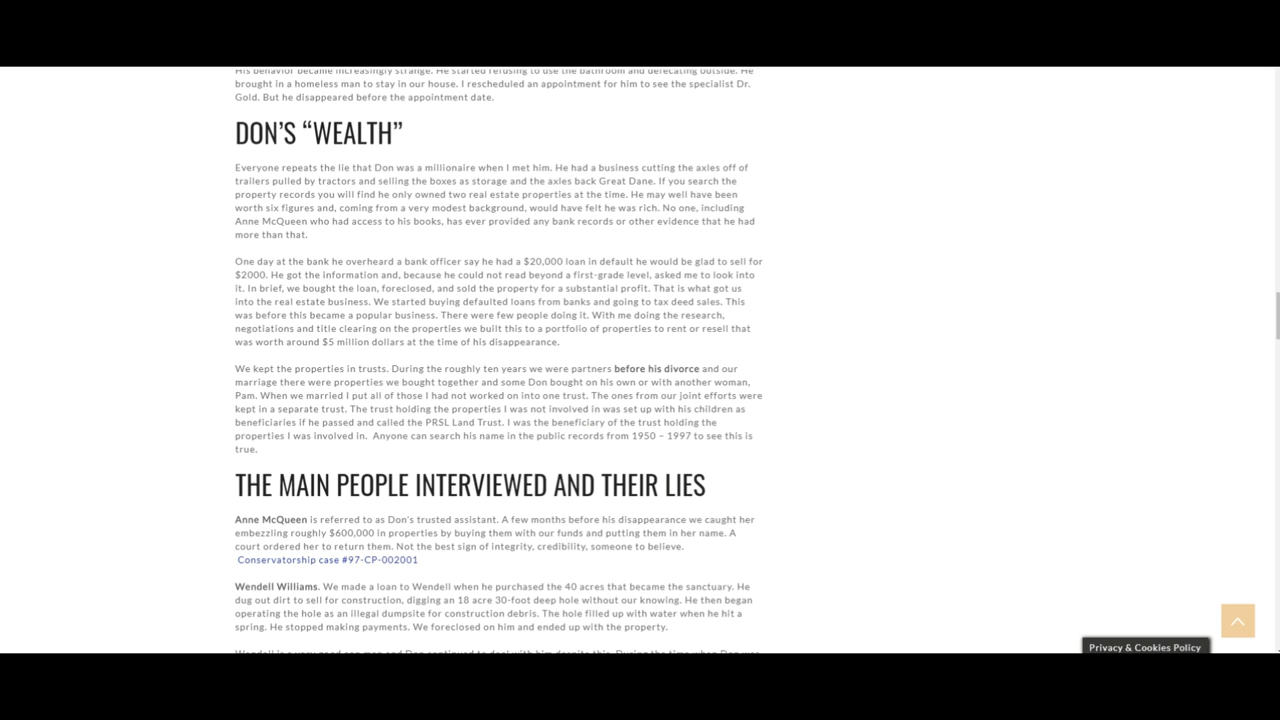 His behavior became increasingly strange. He started refusing to use the bathroom and defecating outside. He
brought in a homeless man to stay in our house. I rescheduled an appointment for him to see the specialist Dr.
Gold. But he disappeared before the appointment date.
DON'S “WEALTH”
Everyone repeats the lie that Don was a millionaire when I met him. He had a business cutting the axles off of
trailers pulled by tractors and selling the boxes as storage and the axles back Great Dane. If you search the
property records you will find he only owned two real estate properties at the time. He may well have been
worth six figures and, coming from a very modest background, would have felt he was rich. No one, including
Anne McQueen who had access to his books, has ever provided any bank records or other evidence that he had
more than that.
One day at the bank he overheard a bank officer say he had a $20,000 loan in default he would be glad to sell for
$2000. He got the information and, because he could not read beyond a first-grade level, asked me to look into
it. In brief, we bought the loan, foreclosed, and sold the property for a substantial profit. That is what got us
into the real estate business. We started buying defaulted loans from banks and going to tax deed sales. This
was before this became a popular business. There were few people doing it. With me doing the research,
negotiations and title clearing on the properties we built this to a portfolio of properties to rent or resell that
was worth around $5 million dollars at the time of his disappearance.
We kept the properties in trusts. During the roughly ten years we were partners before his divorce and our
marriage there were properties we bought together and some Don bought on his own or with another woman,
Pam. When we married I put all of those I had not worked on into one trust. The ones from our joint efforts were
kept in a separate trust. The trust holding the properties I was not involved in was set up with his children as
beneficiaries if he passed and called the PRSL Land Trust. I was the beneficiary of the trust holding the
properties I was involved in. Anyone can search his name in the public records from 1950 – 1997 to see this is
true.
THE MAIN PEOPLE INTERVIEWED AND THEIR LIES
Anne McQueen is referred to as Don's trusted assistant. A few months before his disappearance we caught her
embezzling roughly $600,000 in properties by buying them with our funds and putting them in her name. A
court ordered her to return them. Not the best sign of integrity, credibility, someone to believe.
Conservatorship case #97-CP-002001
Wendell Williams. We made a loan to Wendell when he purchased the 40 acres that became the sanctuary. He
dug out dirt to sell for construction, digging an 18 acre 30-foot deep hole without our knowing. He then began
operating the hole as an illegal dumpsite for construction debris. The hole filled up with water when he hit a
spring. He stopped making payments. We foreclosed on him and ended up with the property.
Wendell is a very good con man and Don continued to deal with him despite this. During the time when Don was
Privacy & Cookies Policy